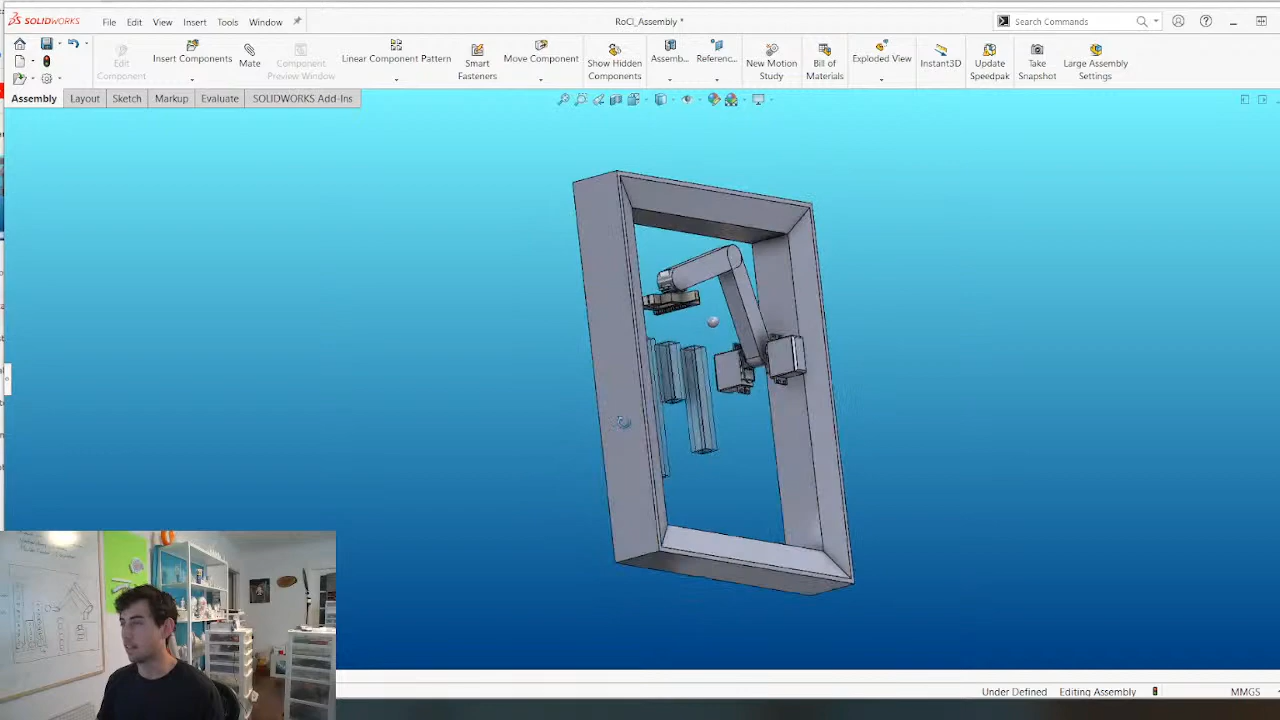 SOLIDWORKS File Edit View Insert Tools Window RoCI_Assembly * Search Commands
Edit Component
Insert Components
Mate
Component Preview Window
Linear Component Pattern
Smart Fasteners
Move Component
Show Hidden Components
Assemb...
Referenc...
New Motion Study
Bill of Materials
Exploded View
Instant3D
Update Speedpak
Take Snapshot
Large Assembly Settings
Assembly Layout Sketch Markup Evaluate SOLIDWORKS Add-Ins
Under Defined Editing Assembly MMGS